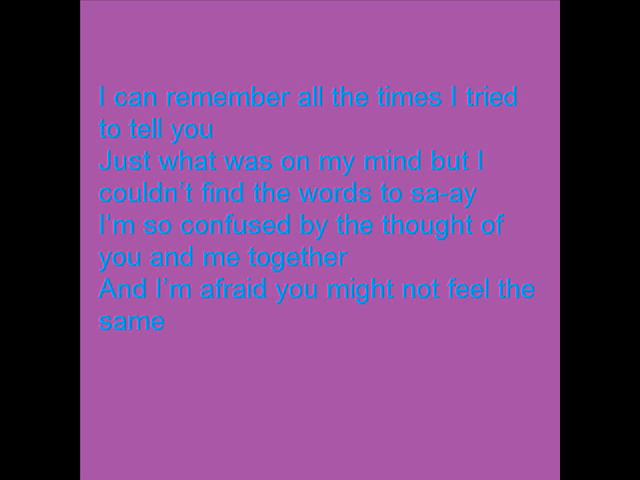 I can remember all the times I tried
to tell you
Just what was on my mind but I
couldn't find the words to sa-ay
I'm so confused by the thought of
you and me together
And I'm afraid you might not feel the
same